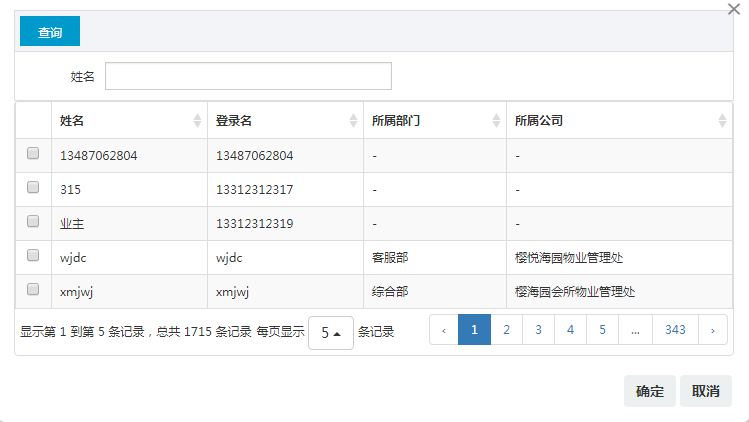 查询
姓名
姓名 登录名 所属部门 所属公司
13487062804 13487062804 - -
315 13312312317 - -
业主 13312312319 - -
wjdc wjdc 客服部 樱悦海园物业管理处
xmjwj xmjwj 综合部 樱海园会所物业管理处
显示第 1 到第 5 条记录，总共 1715 条记录 每页显示 5 条记录 ‹ 1 2 3 4 5 ... 343 ›
确定 取消